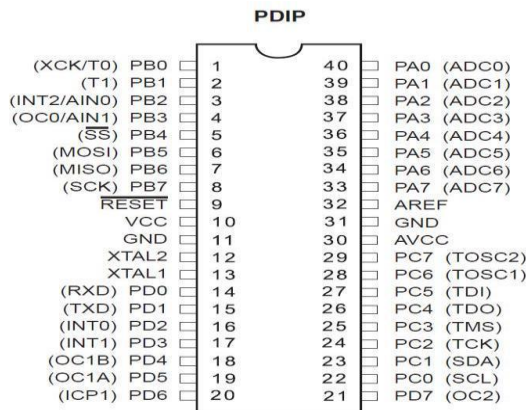 PDIP
(XCK/T0) PB0 1 40 PA0 (ADC0)
(T1) PB1 2 39 PA1 (ADC1)
(INT2/AIN0) PB2 3 38 PA2 (ADC2)
(OC0/AIN1) PB3 4 37 PA3 (ADC3)
(SS) PB4 5 36 PA4 (ADC4)
(MOSI) PB5 6 35 PA5 (ADC5)
(MISO) PB6 7 34 PA6 (ADC6)
(SCK) PB7 8 33 PA7 (ADC7)
RESET 9 32 AREF
VCC 10 31 GND
GND 11 30 AVCC
XTAL2 12 29 PC7 (TOSC2)
XTAL1 13 28 PC6 (TOSC1)
(RXD) PD0 14 27 PC5 (TDI)
(TXD) PD1 15 26 PC4 (TDO)
(INT0) PD2 16 25 PC3 (TMS)
(INT1) PD3 17 24 PC2 (TCK)
(OC1B) PD4 18 23 PC1 (SDA)
(OC1A) PD5 19 22 PC0 (SCL)
(ICP1) PD6 20 21 PD7 (OC2)